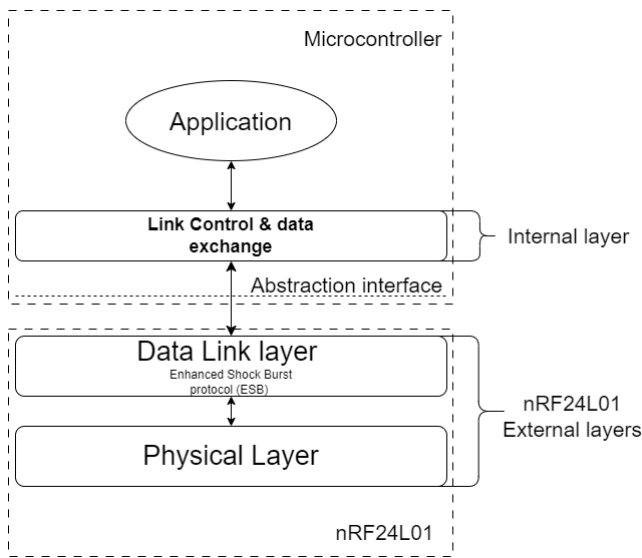 Microcontroller
Application
Link Control & data
exchange
Internal layer
Abstraction interface
Data Link layer
Enhanced Shock Burst
protocol (ESB)
nRF24L01
External layers
Physical Layer
nRF24L01